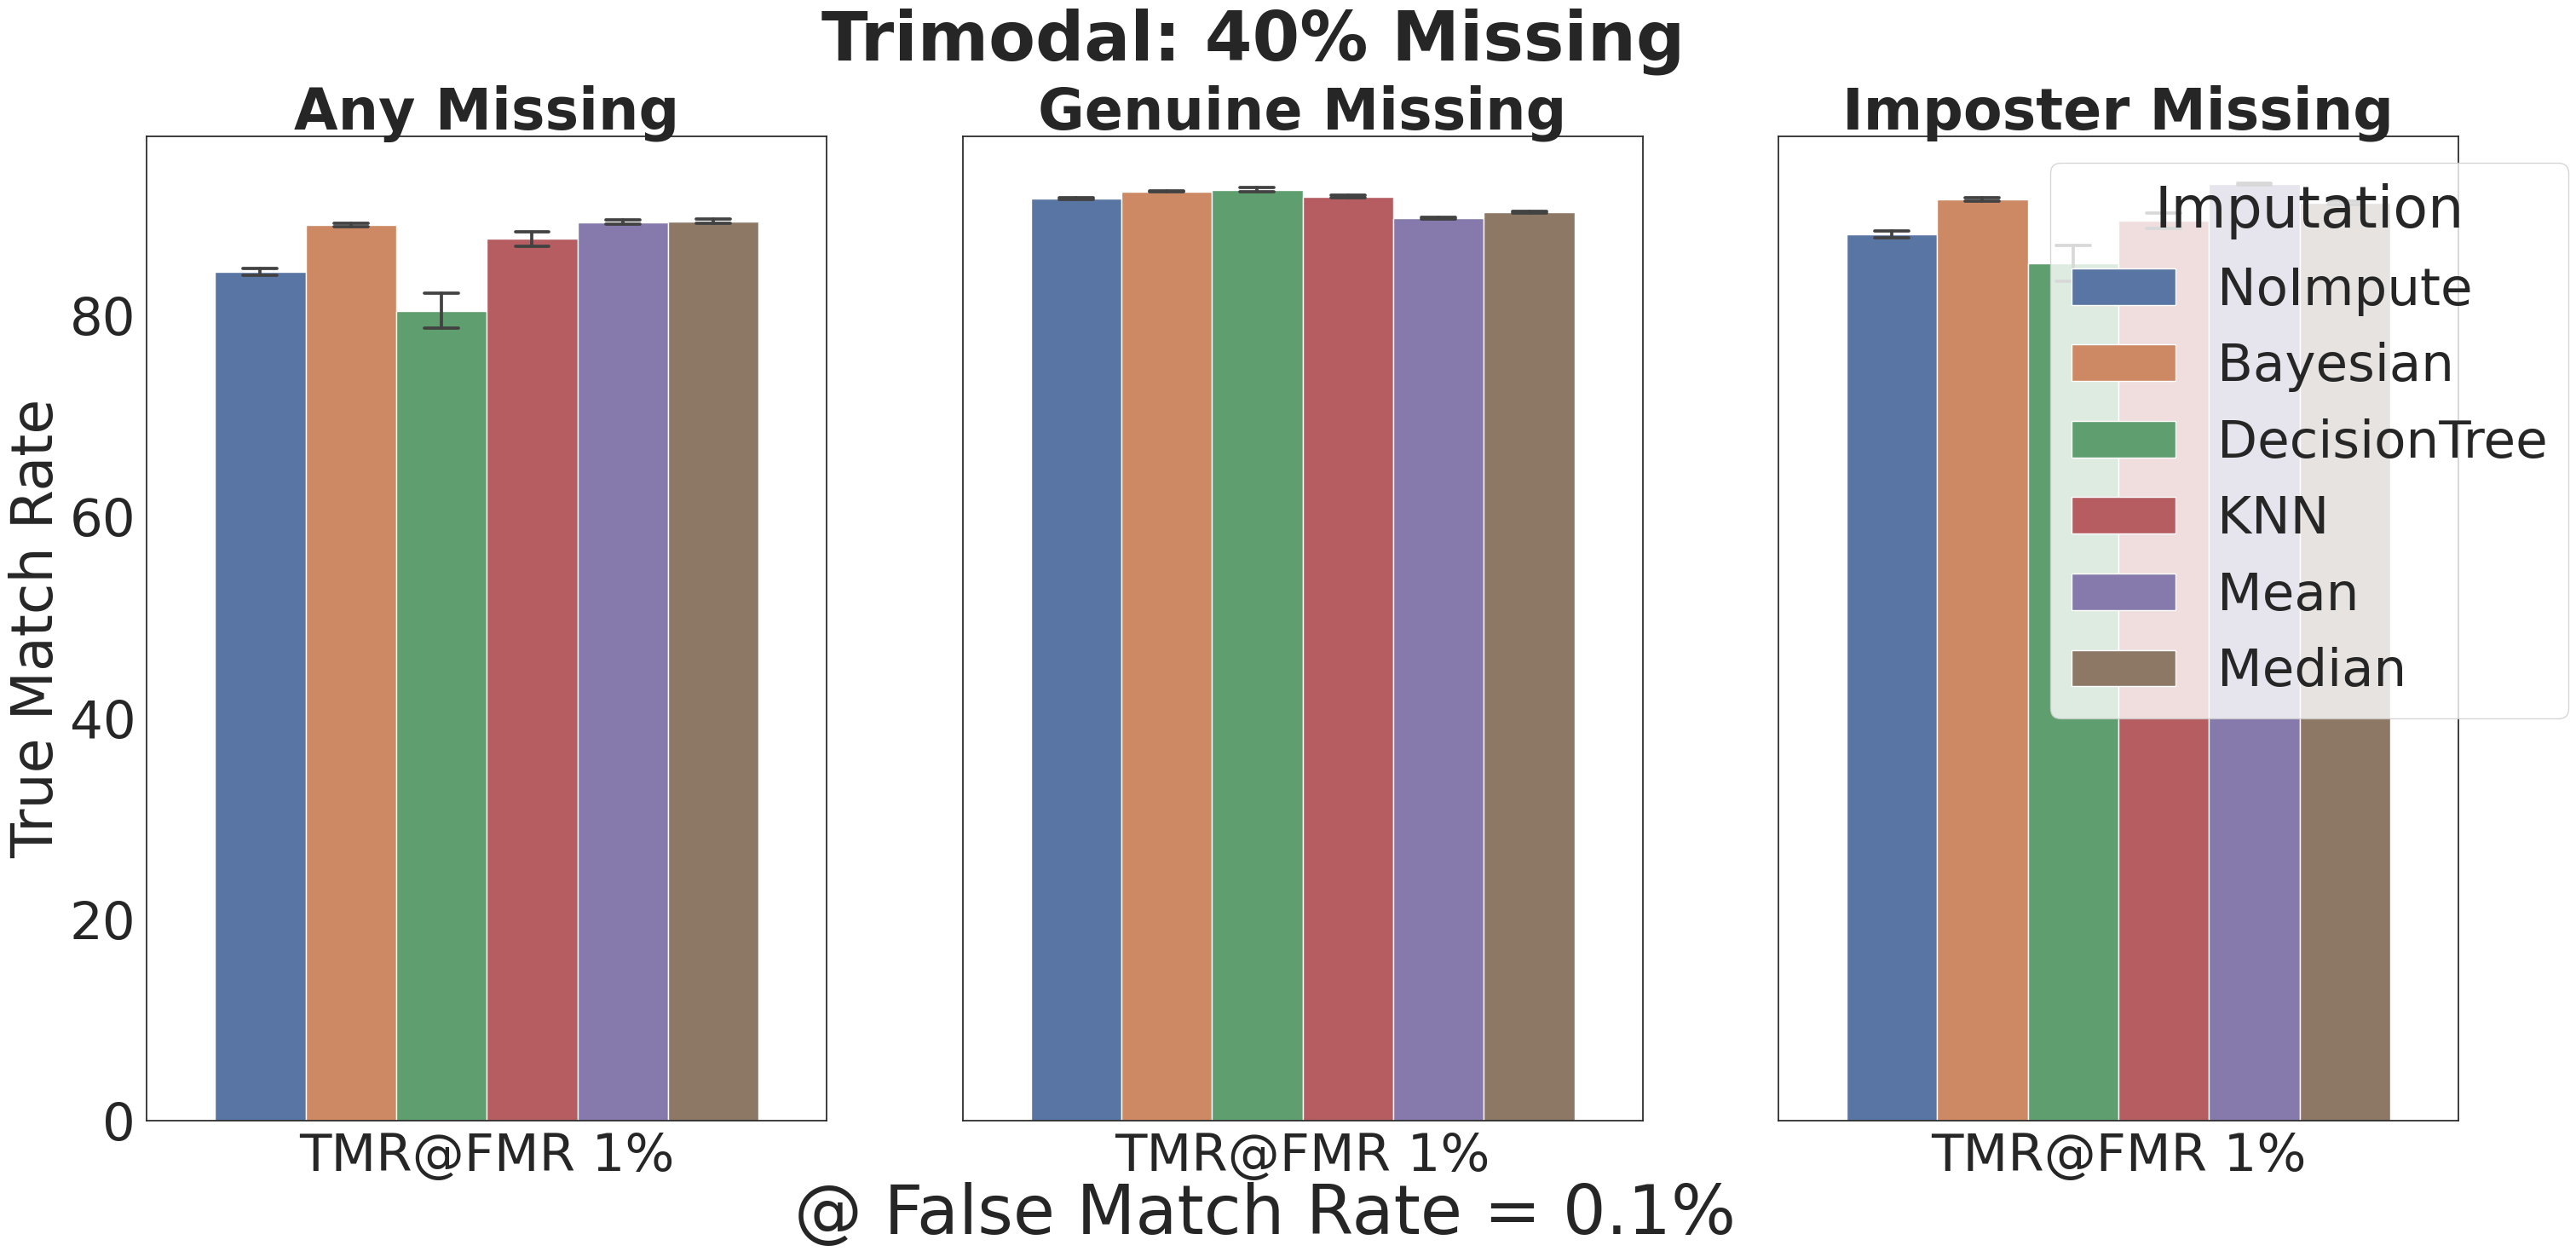 Trimodal: 40% Missing
Any Missing
Genuine Missing
Imposter Missing
True Match Rate
80
60
40
20
0
Imputation
NoImpute
Bayesian
DecisionTree
KNN
Mean
Median
TMR@FMR 1%
TMR@FMR 1%
TMR@FMR 1%
@ False Match Rate = 0.1%